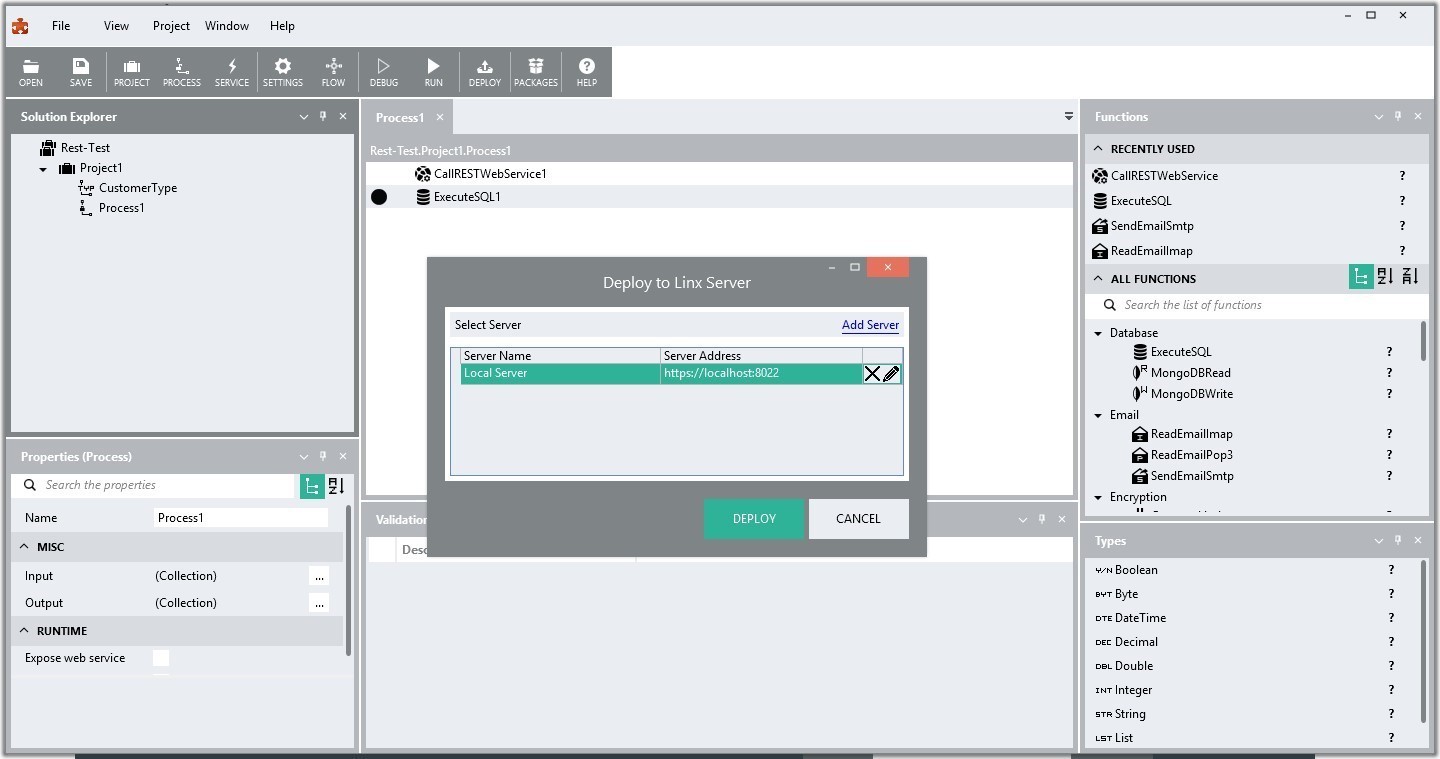 File View Project Window Help
OPEN SAVE PROJECT PROCESS SERVICE SETTINGS FLOW DEBUG RUN DEPLOY PACKAGES HELP
Solution Explorer
Rest-Test
Project1
CustomerType
Process1
Properties (Process)
Search the properties
Name Process1
MISC
Input (Collection) ...
Output (Collection) ...
RUNTIME
Expose web service
Process1
Rest-Test.Project1.Process1
CallRESTWebService1
ExecuteSQL1
Deploy to Linx Server
Select Server Add Server
Server Name Server Address
Local Server https://localhost:8022
DEPLOY CANCEL
Validation
Desc
Functions
RECENTLY USED
CallRESTWebService ?
ExecuteSQL ?
SendEmailSmtp ?
ReadEmailImap ?
ALL FUNCTIONS
Search the list of functions
Database
ExecuteSQL ?
MongoDBRead ?
MongoDBWrite ?
Email
ReadEmailImap ?
ReadEmailPop3 ?
SendEmailSmtp ?
Encryption
Types
Y/N Boolean ?
BYT Byte ?
DTE DateTime ?
DEC Decimal ?
DBL Double ?
INT Integer ?
STR String ?
LST List ?